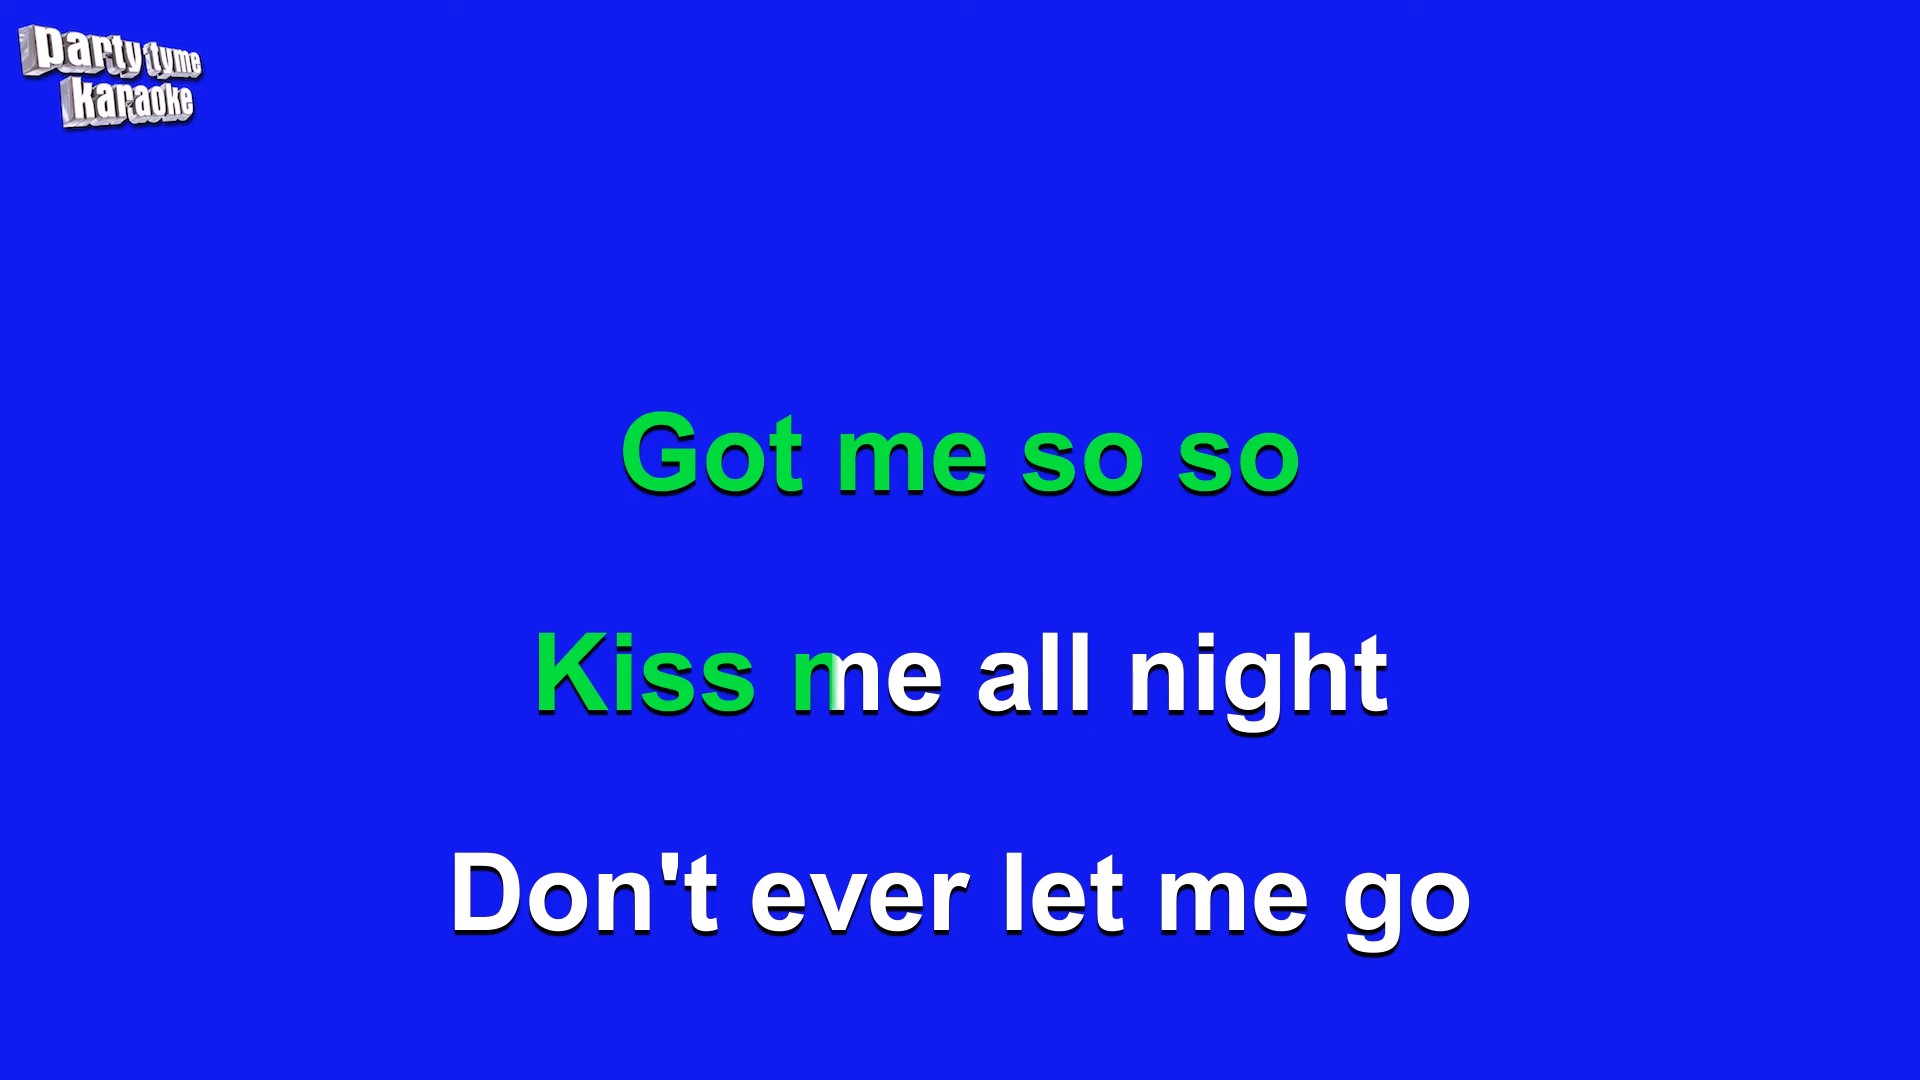 party tyme
karaoke
Got me so so
Kiss me all night
Don't ever let me go